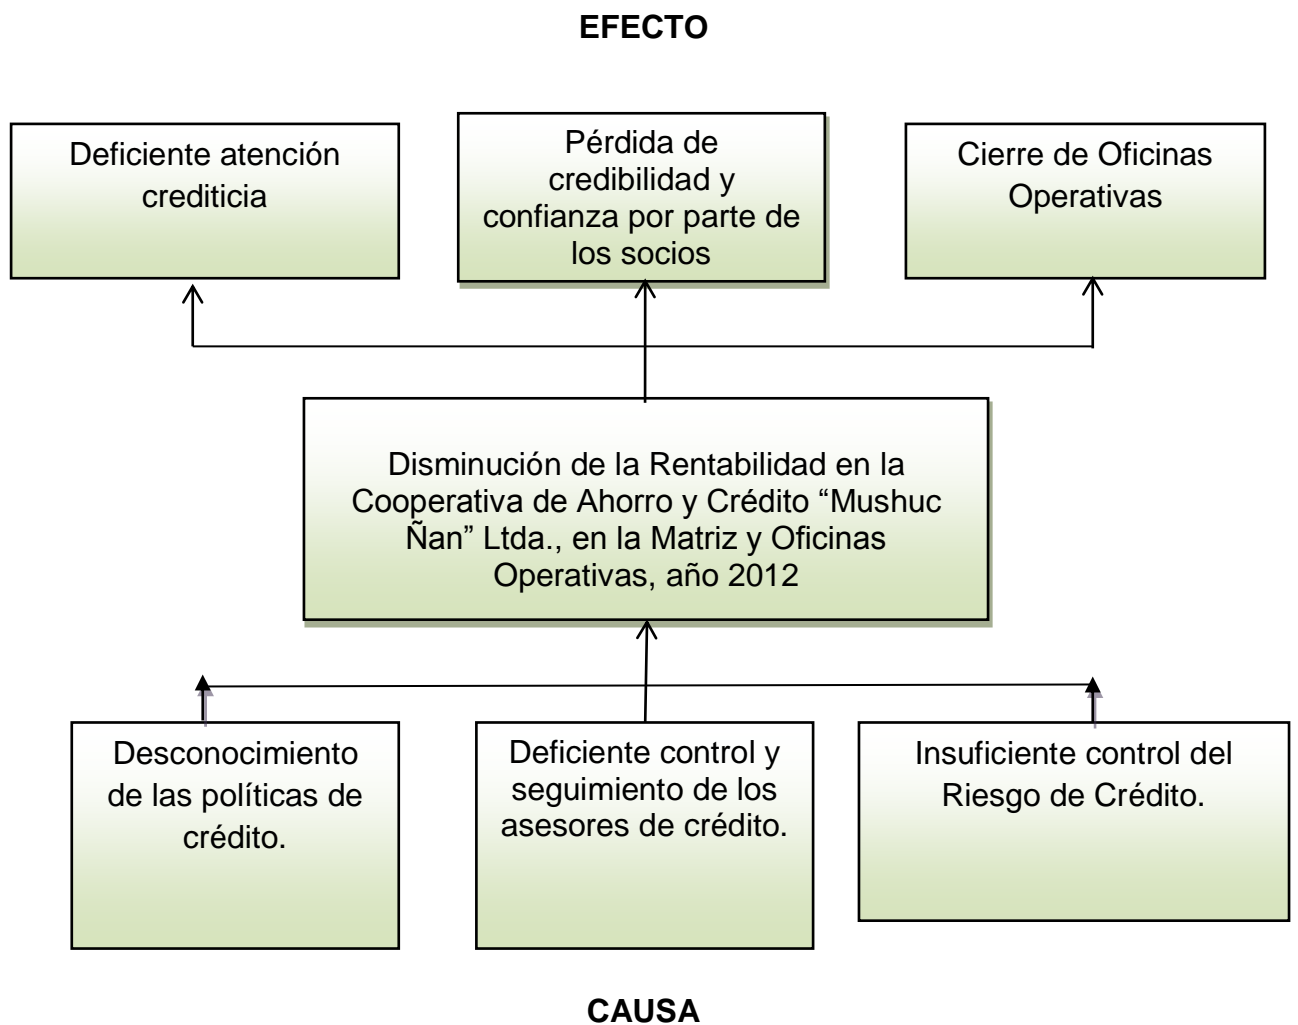 EFECTO
Deficiente atención
crediticia
Pérdida de
credibilidad y
confianza por parte de
los socios
Cierre de Oficinas
Operativas
Disminución de la Rentabilidad en la
Cooperativa de Ahorro y Crédito “Mushuc
Ñan” Ltda., en la Matriz y Oficinas
Operativas, año 2012
Desconocimiento
de las políticas de
crédito.
Deficiente control y
seguimiento de los
asesores de crédito.
Insuficiente control del
Riesgo de Crédito.
CAUSA